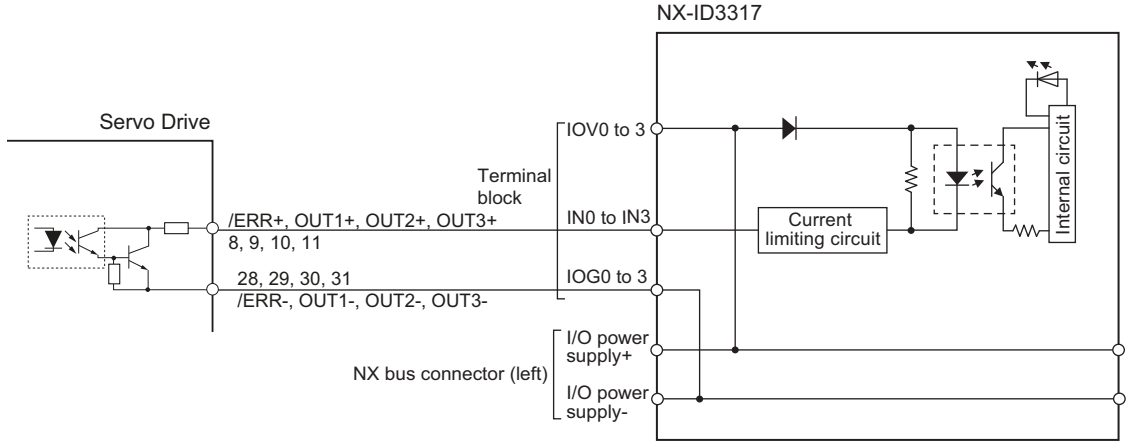 NX-ID3317
Servo Drive
Terminal
block
IOV0 to 3
/ERR+, OUT1+, OUT2+, OUT3+
8, 9, 10, 11
IN0 to IN3
Current
limiting circuit
Internal circuit
28, 29, 30, 31
/ERR-, OUT1-, OUT2-, OUT3-
IOG0 to 3
NX bus connector (left)
I/O power
supply+
I/O power
supply-